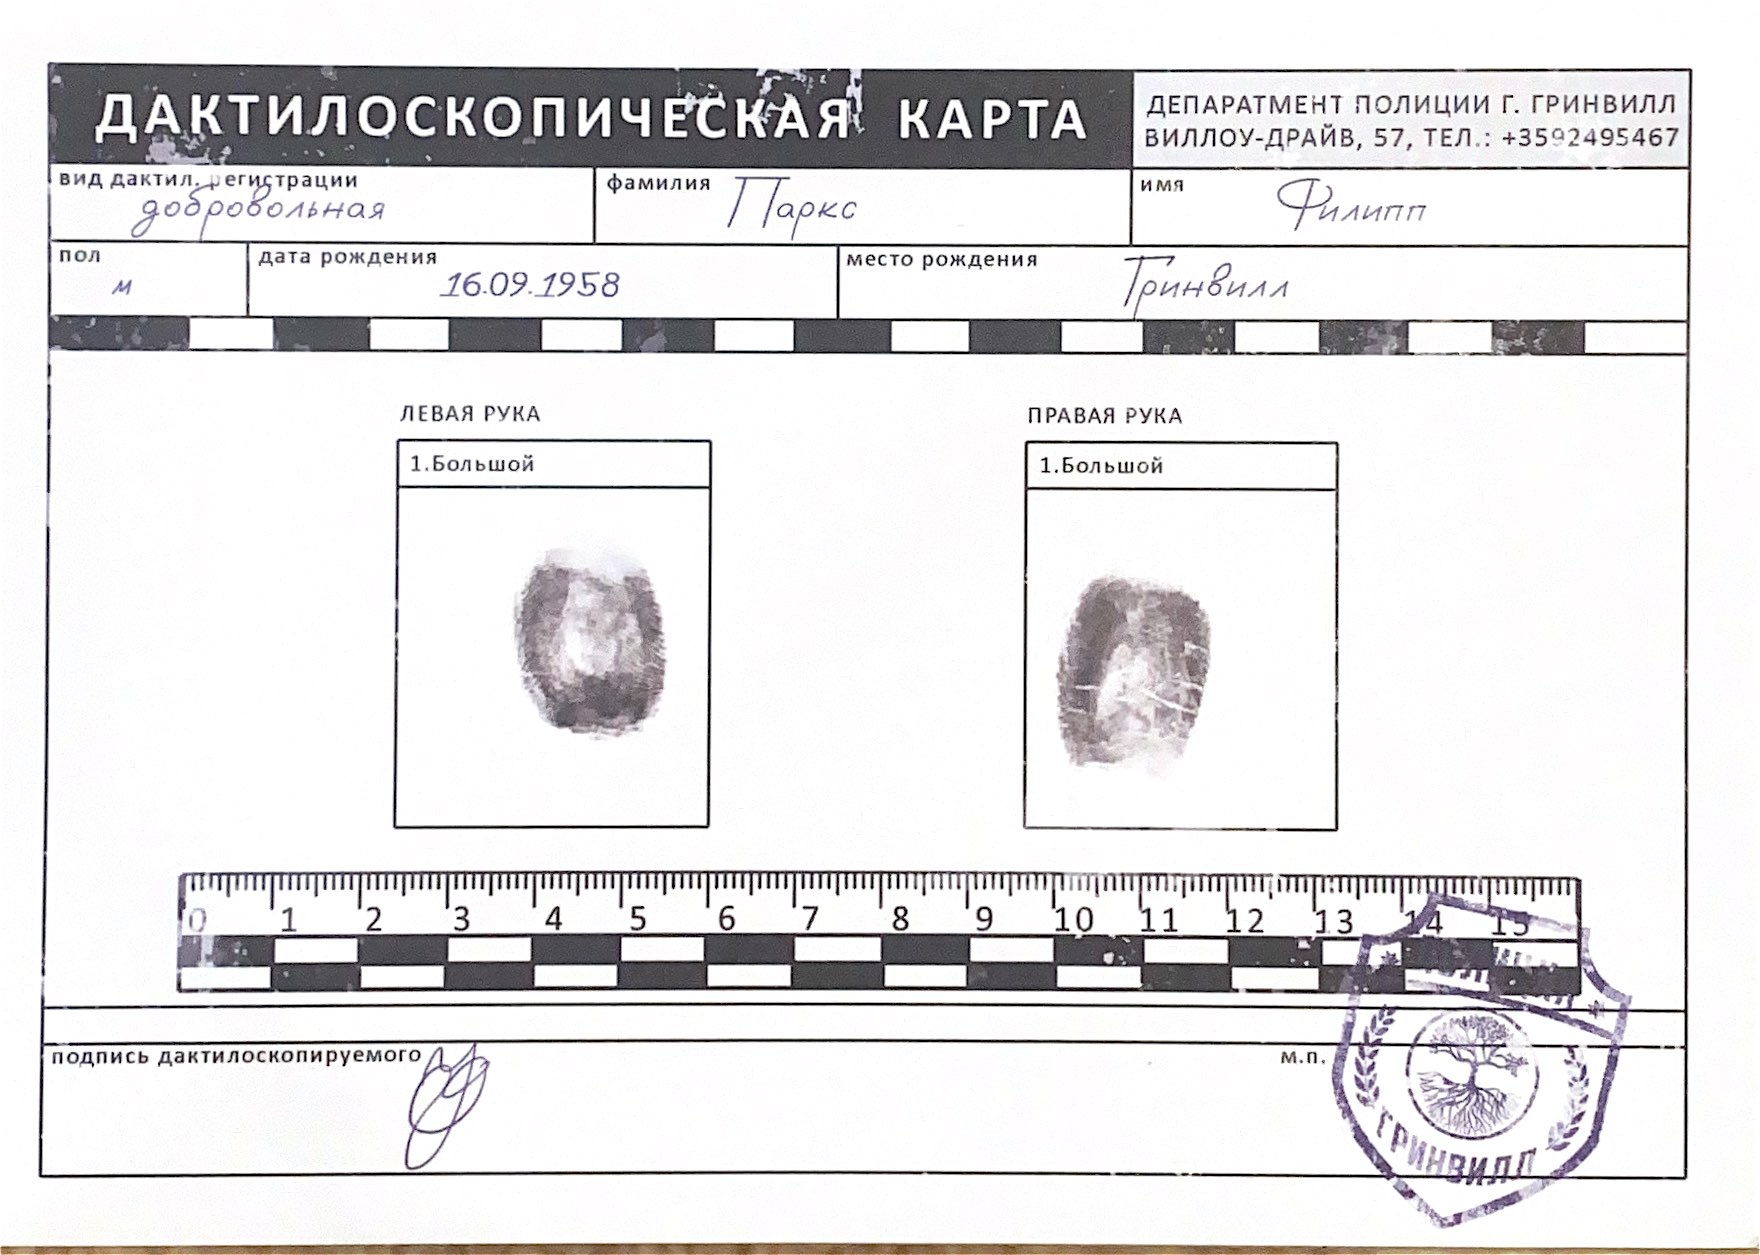 ДАКТИЛОСКОПИЧЕСКАЯ КАРТА
ДЕПАРАТМЕНТ ПОЛИЦИИ Г. ГРИНВИЛЛ
ВИЛЛОУ-ДРАЙВ, 57, ТЕЛ.: +3592495467
вид дактил. регистрации
добровольная
фамилия Паркс
имя Филипп
пол
м
дата рождения
16.09.1958
место рождения Гринвилл
ЛЕВАЯ РУКА
ПРАВАЯ РУКА
1.Большой
1.Большой
0 1 2 3 4 5 6 7 8 9 10 11 12 13 14 15
подпись дактилоскопируемого
м.п.
ГРИНВИЛЛ